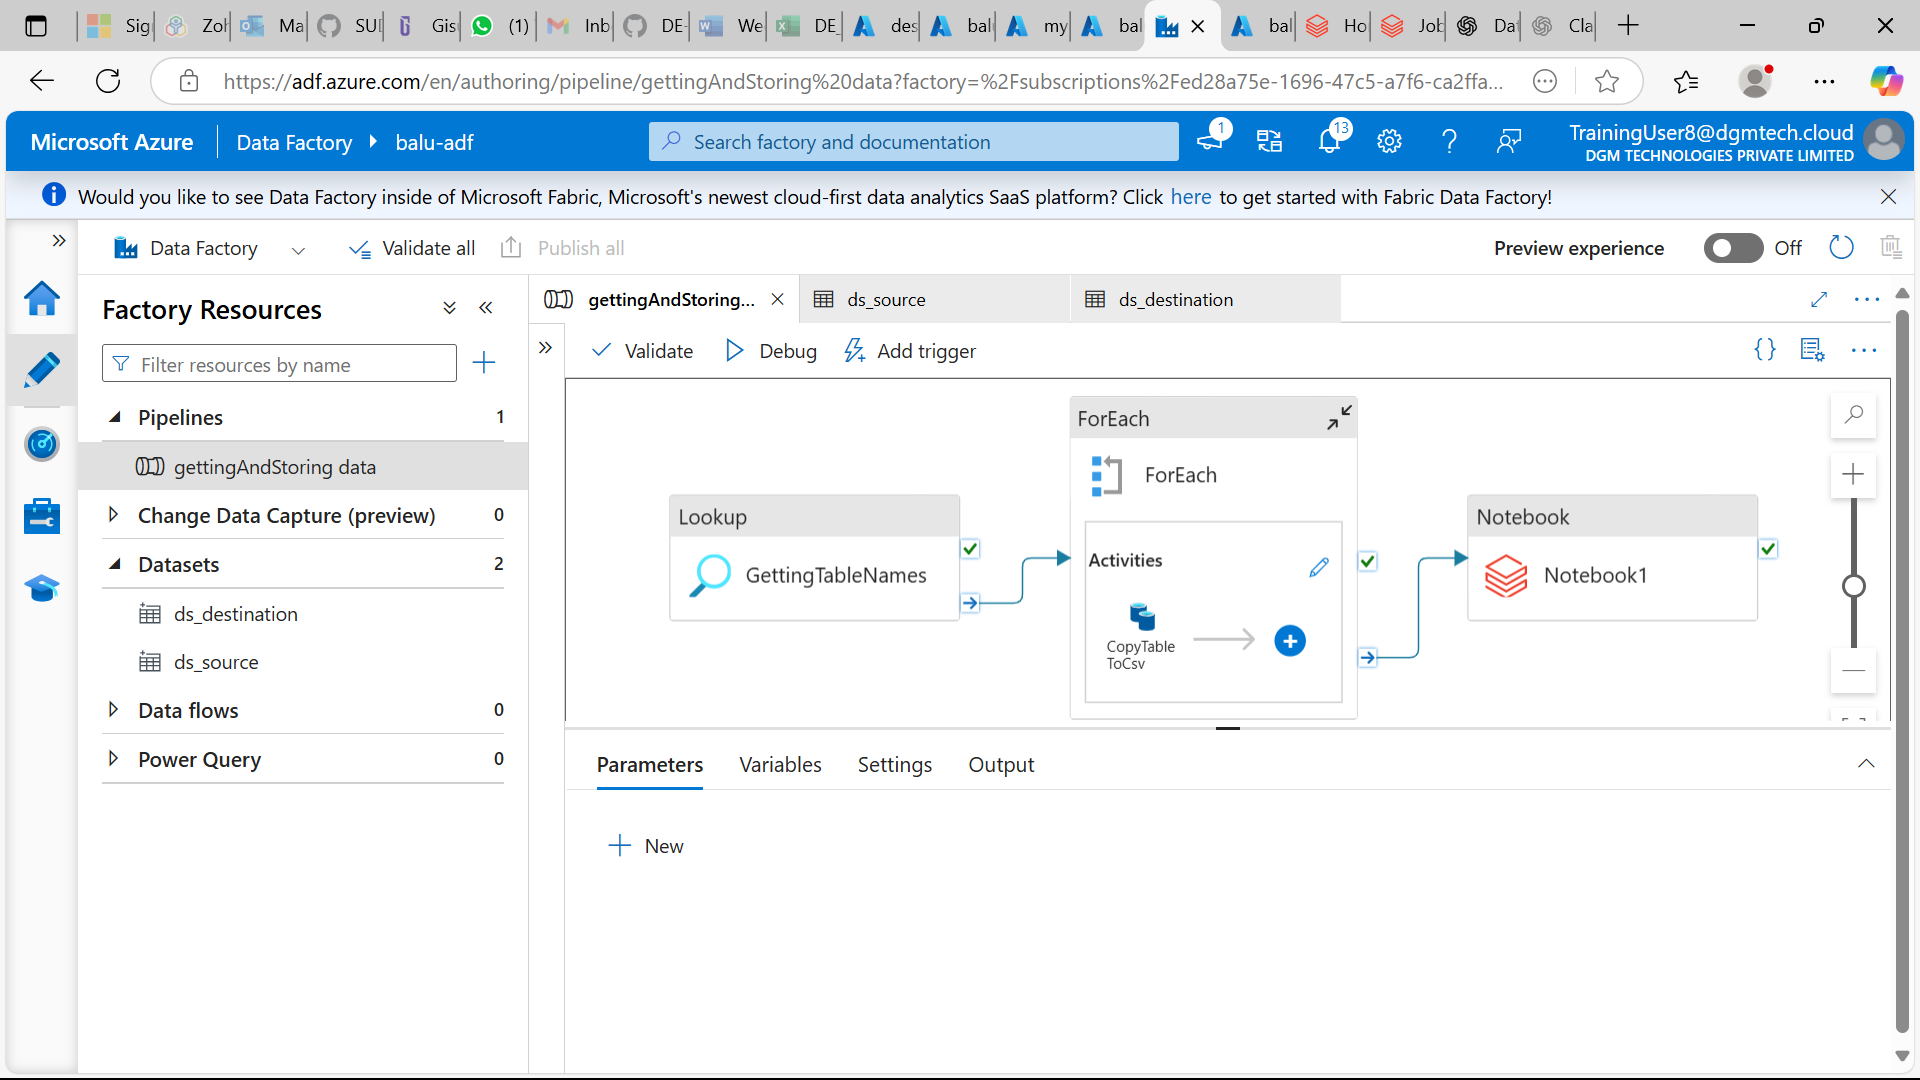 Sig
Zoh
Ma
SUI
Gis
(1)
Inb
DE-
We
DE_
des
bal
my
bal
bal
Ho
Job
Dat
Cla
https://adf.azure.com/en/authoring/pipeline/gettingAndStoring%20data?factory=%2Fsubscriptions%2Fed28a75e-1696-47c5-a7f6-ca2ffa...
Microsoft Azure
Data Factory
balu-adf
Search factory and documentation
1
13
TrainingUser8@dgmtech.cloud
DGM TECHNOLOGIES PRIVATE LIMITED
Would you like to see Data Factory inside of Microsoft Fabric, Microsoft's newest cloud-first data analytics SaaS platform? Click here to get started with Fabric Data Factory!
Data Factory
Validate all
Publish all
Preview experience
Off
Factory Resources
Filter resources by name
Pipelines 1
gettingAndStoring data
Change Data Capture (preview) 0
Datasets 2
ds_destination
ds_source
Data flows 0
Power Query 0
gettingAndStoring...
ds_source
ds_destination
Validate
Debug
Add trigger
Lookup
GettingTableNames
ForEach
ForEach
Activities
CopyTable
ToCsv
Notebook
Notebook1
Parameters
Variables
Settings
Output
New